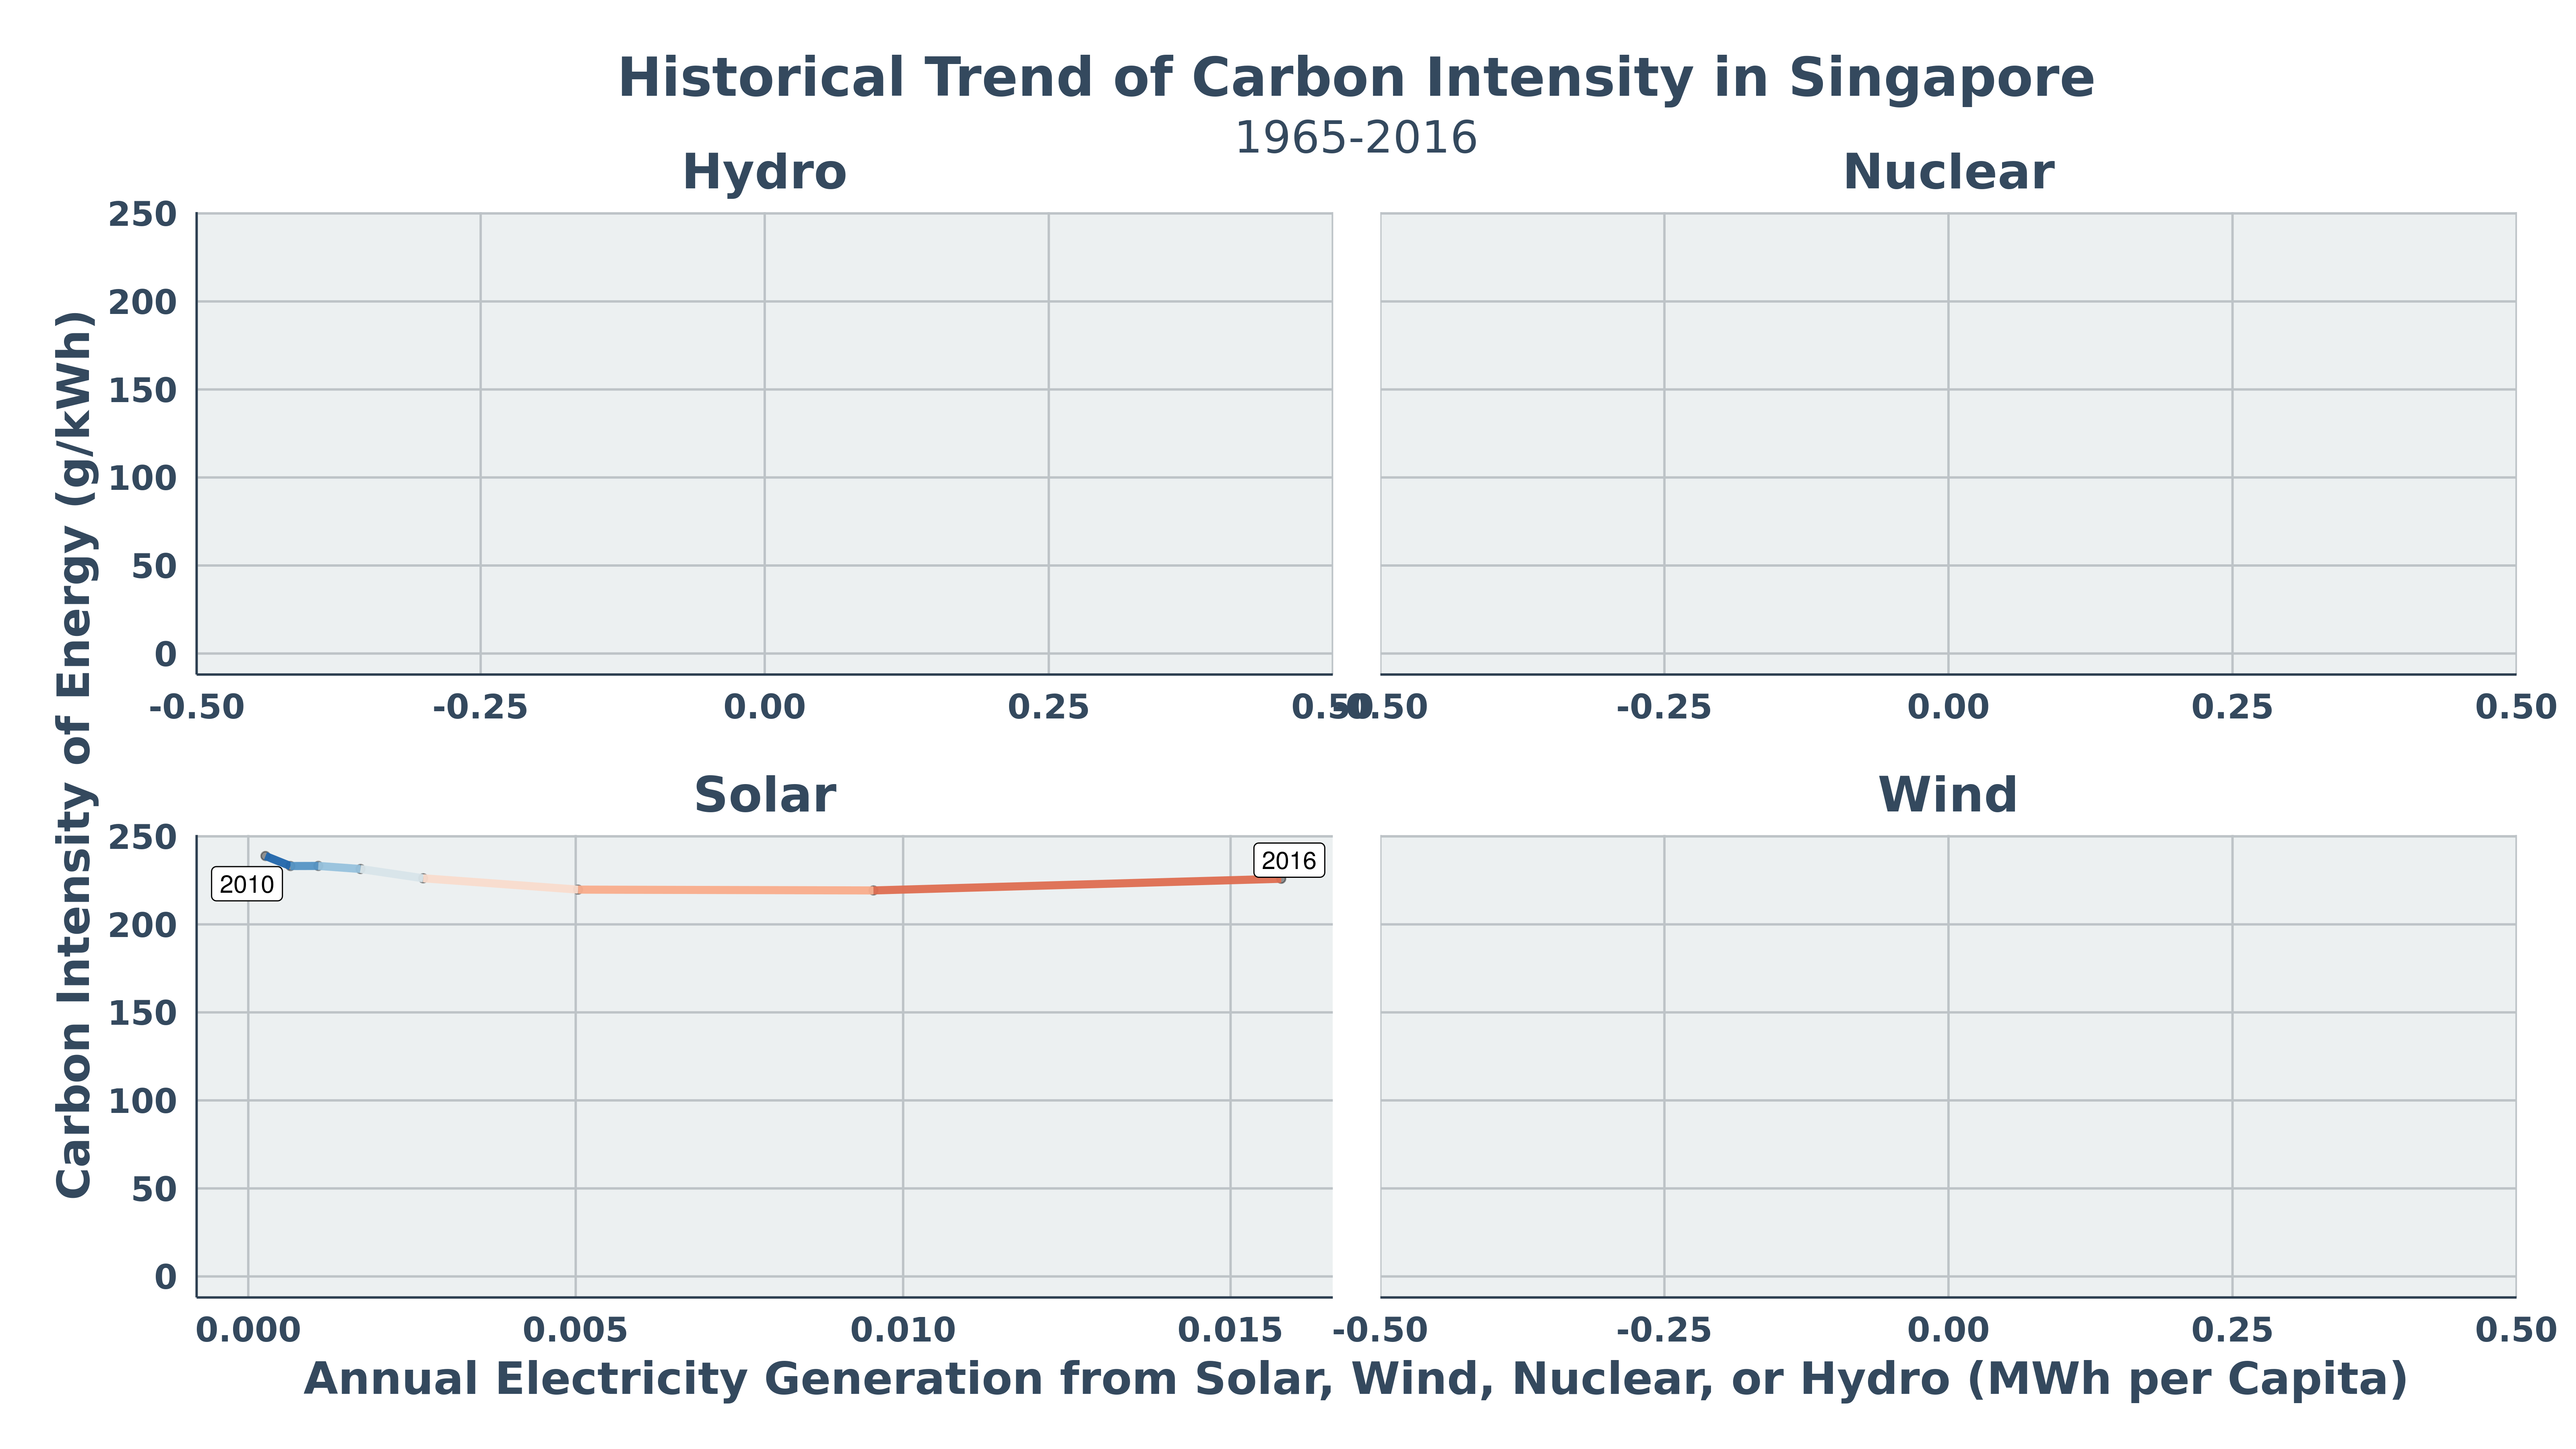 Historical Trend of Carbon Intensity in Singapore
1965-2016
Hydro
Nuclear
250
200
150
100
50
0
-0.50 -0.25 0.00 0.25 0.50
-0.50 -0.25 0.00 0.25 0.50
Carbon Intensity of Energy (g/kWh)
Solar
Wind
250
200
150
100
50
0
2010
2016
0.000 0.005 0.010 0.015
-0.50 -0.25 0.00 0.25 0.50
Annual Electricity Generation from Solar, Wind, Nuclear, or Hydro (MWh per Capita)